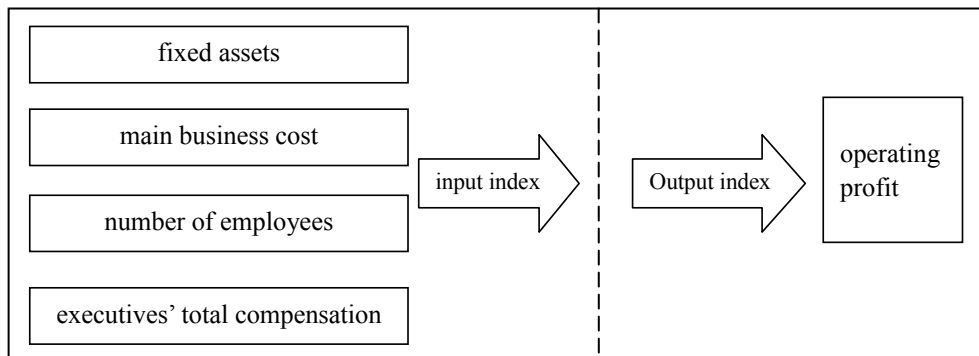 fixed assets
main business cost
number of employees
executives’ total compensation
input index
Output index
operating
profit